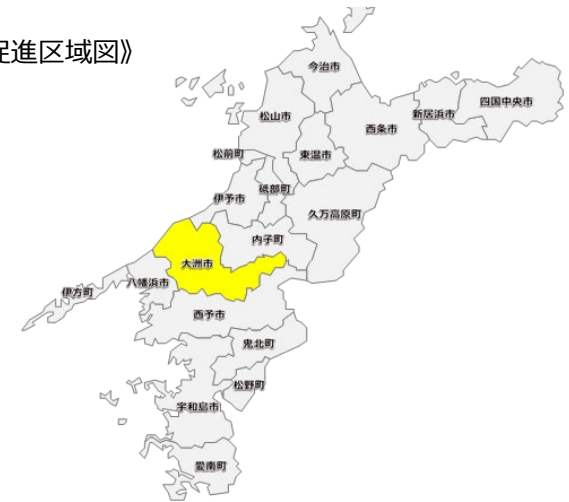 促進区域図》
今治市
松山市
四国中央市
新居浜市
西条市
松前町
東温市
砥部町
伊予市
久万高原町
内子町
大洲市
八幡浜市
伊方町
西予市
鬼北町
松野町
宇和島市
愛南町